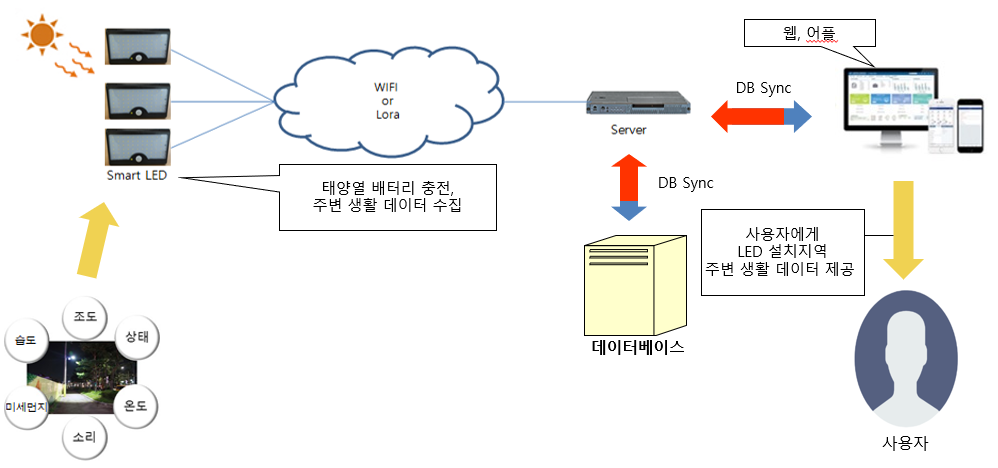 웹, 어플
WIFI
or
Lora
DB Sync
Server
Smart LED
태양열 배터리 충전,
주변 생활 데이터 수집
DB Sync
사용자에게
LED 설치지역
주변 생활 데이터 제공
조도
습도
상태
미세먼지
온도
소리
데이터베이스
사용자